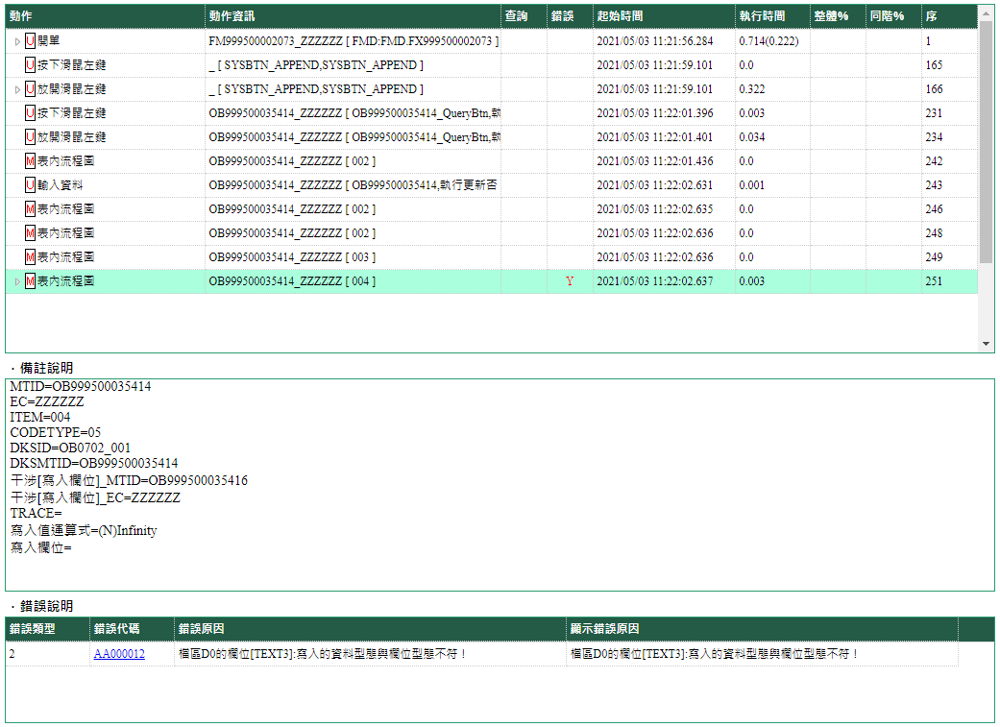 動作 動作資訊 查詢 錯誤 起始時間 執行時間 整體% 同階% 序
U 開單 FM999500002073_ZZZZZZ [ FMD:FMD.FX999500002073 ] 2021/05/03 11:21:56.284 0.714(0.222) 1
U 按下滑鼠左鍵 _ [ SYSBTN_APPEND,SYSBTN_APPEND ] 2021/05/03 11:21:59.101 0.0 165
U 放開滑鼠左鍵 _ [ SYSBTN_APPEND,SYSBTN_APPEND ] 2021/05/03 11:21:59.101 0.322 166
U 按下滑鼠左鍵 OB999500035414_ZZZZZZ [ OB999500035414_QueryBtn,執 2021/05/03 11:22:01.396 0.003 231
U 放開滑鼠左鍵 OB999500035414_ZZZZZZ [ OB999500035414_QueryBtn,執 2021/05/03 11:22:01.401 0.034 234
M 表內流程圖 OB999500035414_ZZZZZZ [ 002 ] 2021/05/03 11:22:01.436 0.0 242
U 輸入資料 OB999500035414_ZZZZZZ [ OB999500035414,執行更新否 2021/05/03 11:22:02.631 0.001 243
M 表內流程圖 OB999500035414_ZZZZZZ [ 002 ] 2021/05/03 11:22:02.635 0.0 246
M 表內流程圖 OB999500035414_ZZZZZZ [ 002 ] 2021/05/03 11:22:02.636 0.0 248
M 表內流程圖 OB999500035414_ZZZZZZ [ 003 ] 2021/05/03 11:22:02.636 0.0 249
M 表內流程圖 OB999500035414_ZZZZZZ [ 004 ] Y 2021/05/03 11:22:02.637 0.003 251
．備註說明
MTID=OB999500035414
EC=ZZZZZZ
ITEM=004
CODETYPE=05
DKSID=OB0702_001
DKSMTID=OB999500035414
干涉[寫入欄位]_MTID=OB999500035416
干涉[寫入欄位]_EC=ZZZZZZ
TRACE=
寫入值運算式=(N)Infinity
寫入欄位=
．錯誤說明
錯誤類型 錯誤代碼 錯誤原因 顯示錯誤原因
2 AA000012 檔區D0的欄位[TEXT3]:寫入的資料型態與欄位型態不符！ 檔區D0的欄位[TEXT3]:寫入的資料型態與欄位型態不符！